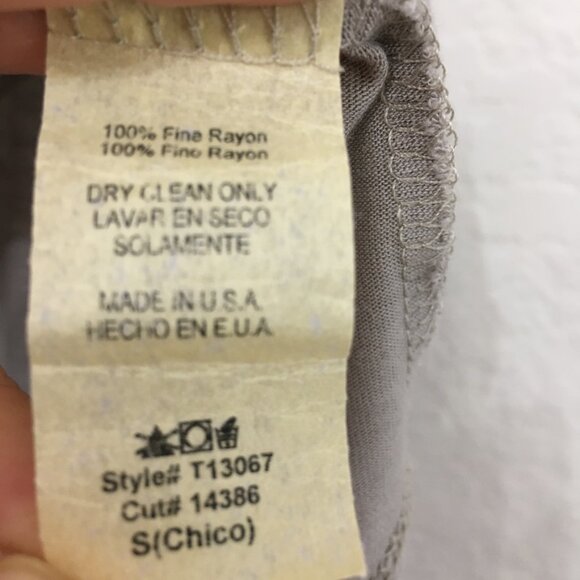 100% Fine Rayon
100% Fino Rayon
DRY CLEAN ONLY
LAVAR EN SECO
SOLAMENTE
MADE IN U.S.A.
HECHO EN E.U.A.
Style# T13067
Cut# 14386
S(Chico)